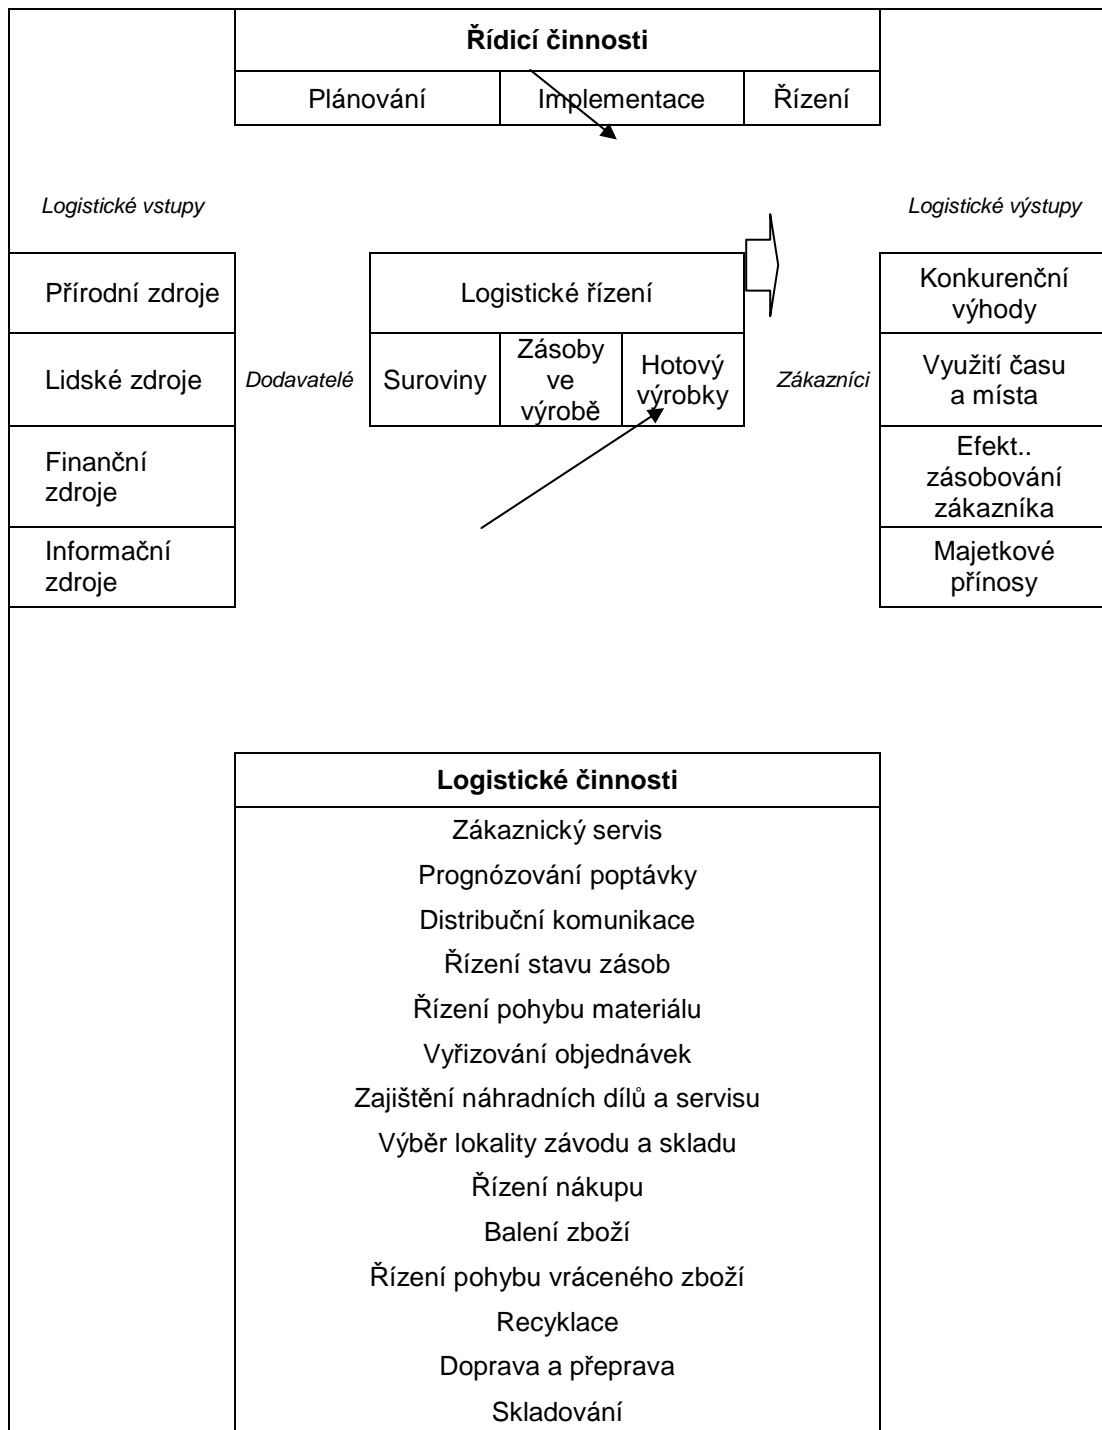 Řídicí činnosti
Plánování
Implementace
Řízení
Logistické vstupy
Logistické výstupy
Přírodní zdroje
Logistické řízení
Konkurenční
výhody
Lidské zdroje
Dodavatelé
Suroviny
Zásoby
ve
výrobě
Hotový
výrobky
Zákazníci
Využití času
a místa
Finanční
zdroje
Efekt..
zásobování
zákazníka
Informační
zdroje
Majetkové
přínosy
Logistické činnosti
Zákaznický servis
Prognózování poptávky
Distribuční komunikace
Řízení stavu zásob
Řízení pohybu materiálu
Vyřizování objednávek
Zajištění náhradních dílů a servisu
Výběr lokality závodu a skladu
Řízení nákupu
Balení zboží
Řízení pohybu vráceného zboží
Recyklace
Doprava a přeprava
Skladování